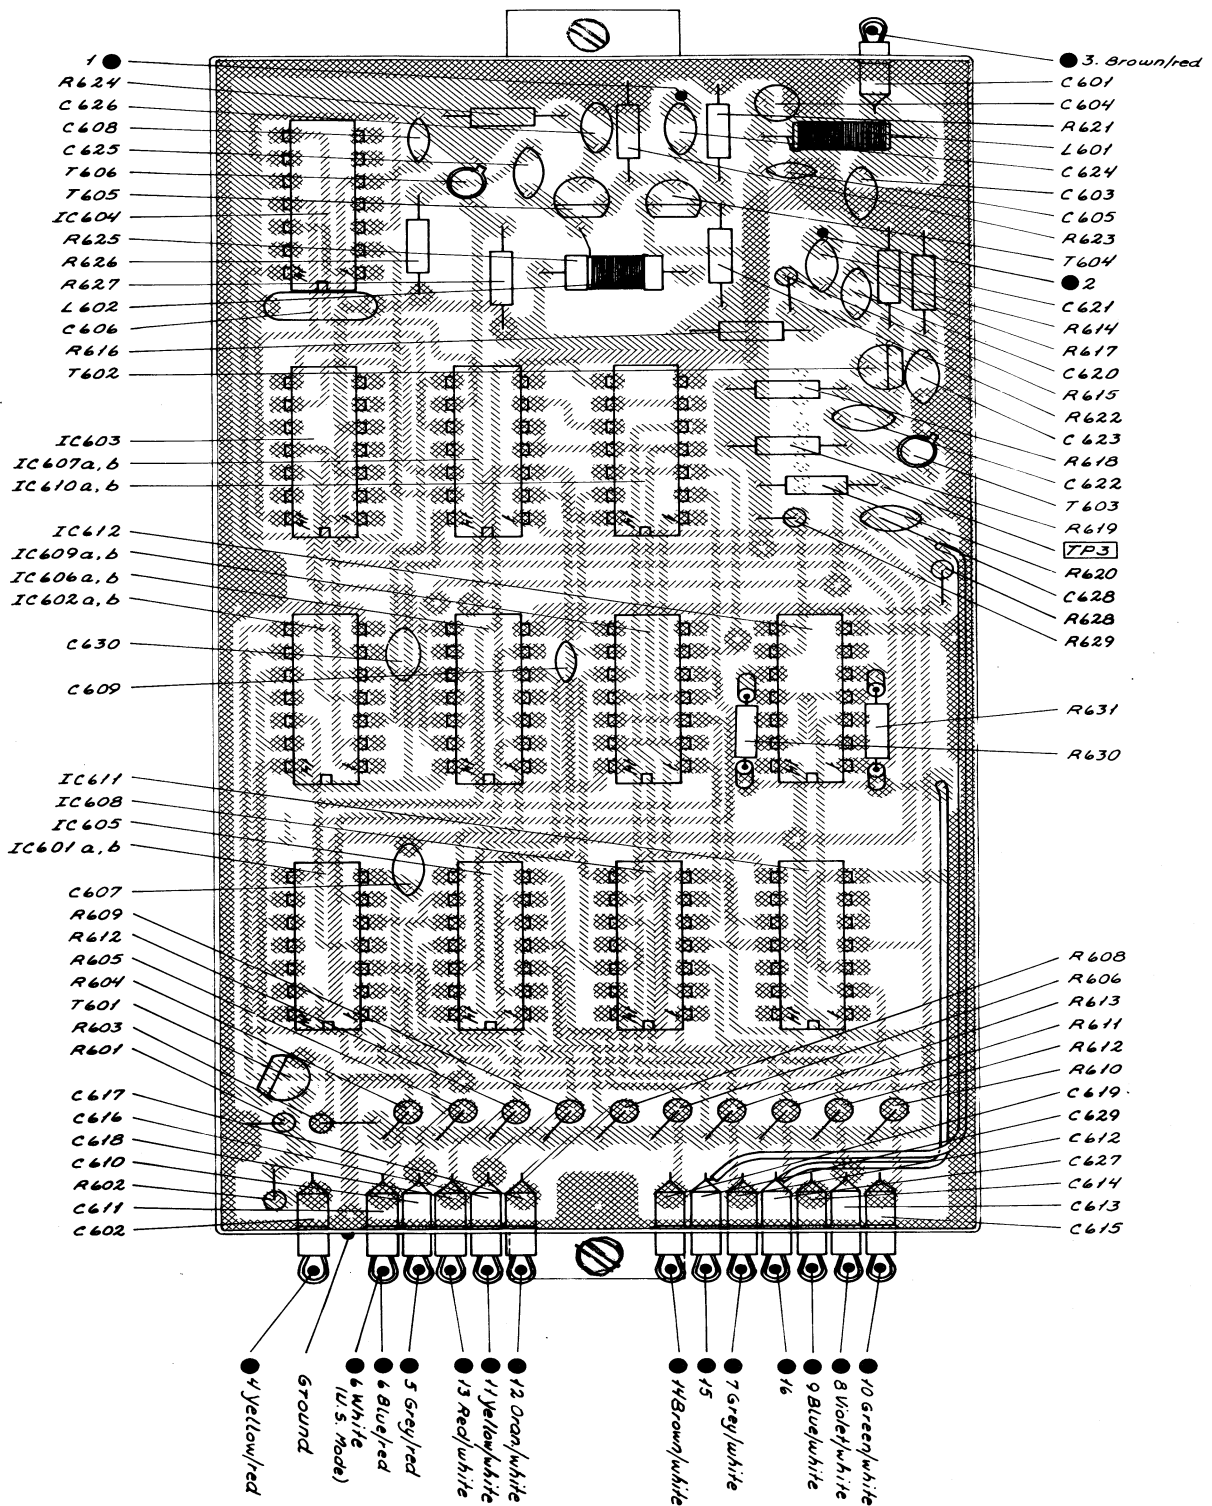 1 ●
R624
C626
C608
C625
T606
T605
IC604
R625
R626
R627
L602
C606
R616
T602
IC603
IC607a, b
IC610a, b
IC612
IC609a, b
IC606a, b
IC602a, b
C630
C609
IC611
IC608
IC605
IC601a, b
C607
R609
R612
R605
R604
T601
R603
R601
C617
C616
C618
C610
R602
C611
C602
● 3. Brown/red
C601
C604
R621
L601
C624
C603
C605
R623
T604
● 2
C621
R614
R617
C620
R615
R622
C623
R618
C622
T603
R619
TP3
R620
C628
R628
R629
R631
R630
R608
R606
R613
R611
R612
R610
C619
C629
C612
C627
C614
C613
C615
● 4 Yellow/red
Ground
● 6 White
(U.S. Mode)
● 6 Blue/red
● 5 Grey/red
● 13 Red/white
● 11 Yellow/white
● 12 Oran/white
● 14 Brown/white
● 15
● 7 Grey/white
● 16
● 9 Blue/white
● 8 Violet/white
● 10 Green/white